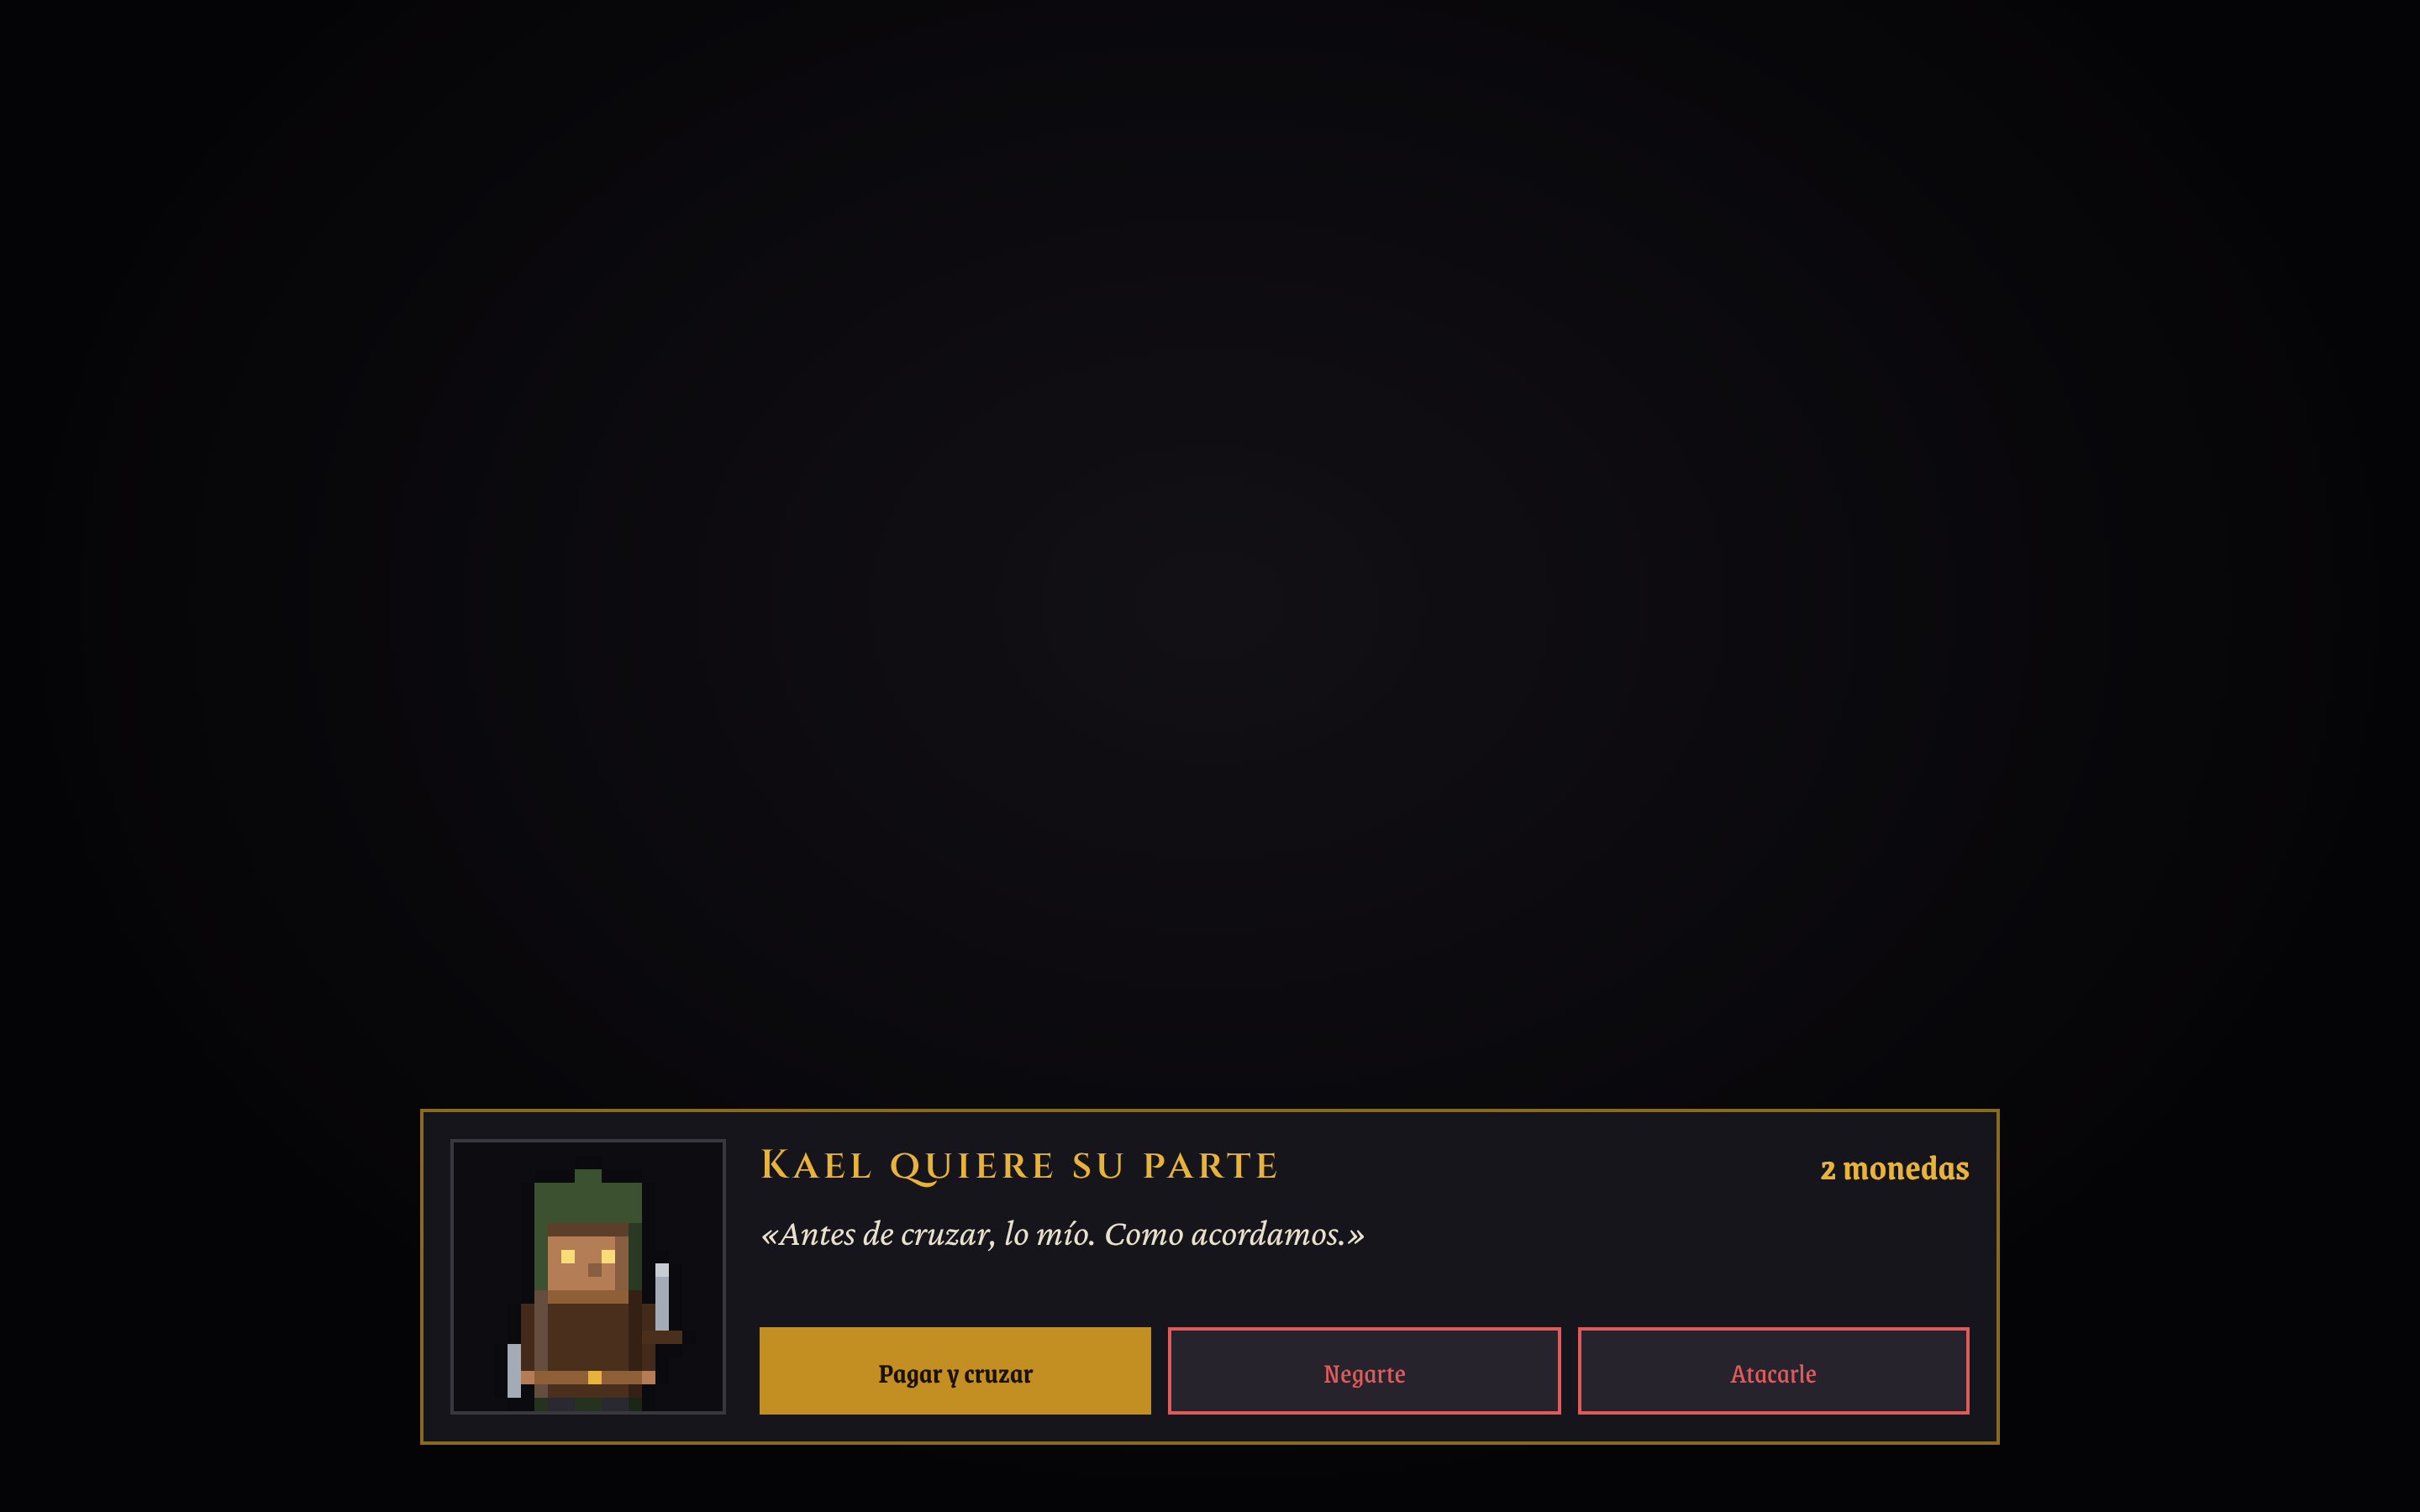 Kael quiere su parte
2 monedas
«Antes de cruzar, lo mío. Como acordamos.»
Pagar y cruzar
Negarte
Atacarle